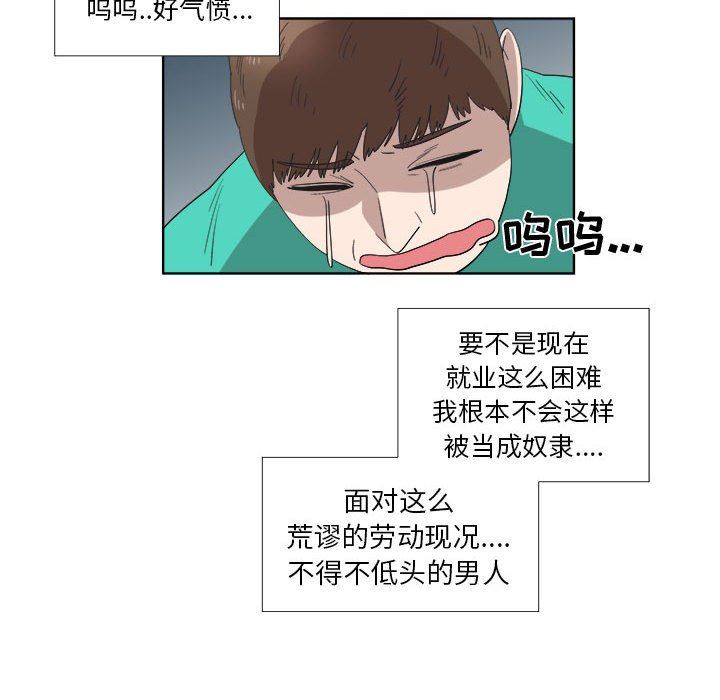 呜呜..好气愤...
呜呜...
要不是现在
就业这么困难
我根本不会这样
被当成奴隶....
面对这么
荒谬的劳动现况....
不得不低头的男人